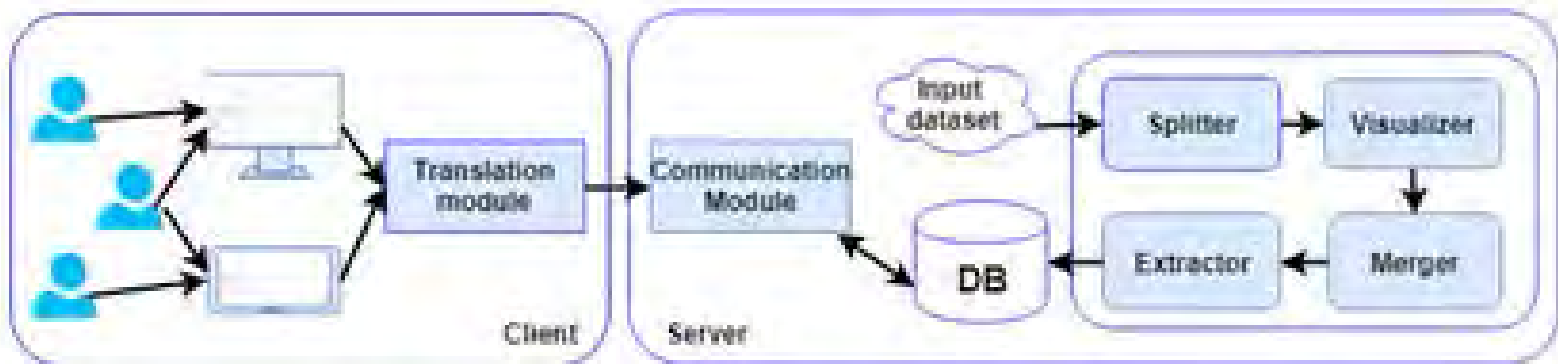 Translation
module
Client
Communication
Module
Server
Input
dataset
DB
Splitter
Visualizer
Extractor
Merger